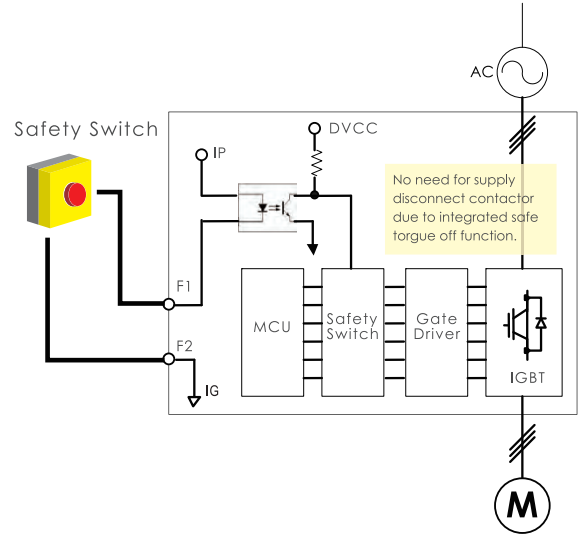 AC
Safety Switch
DVCC
IP
No need for supply
disconnect contactor
due to integrated safe
torgue off function.
F1
MCU
Safety
Switch
Gate
Driver
F2
IGBT
IG
M